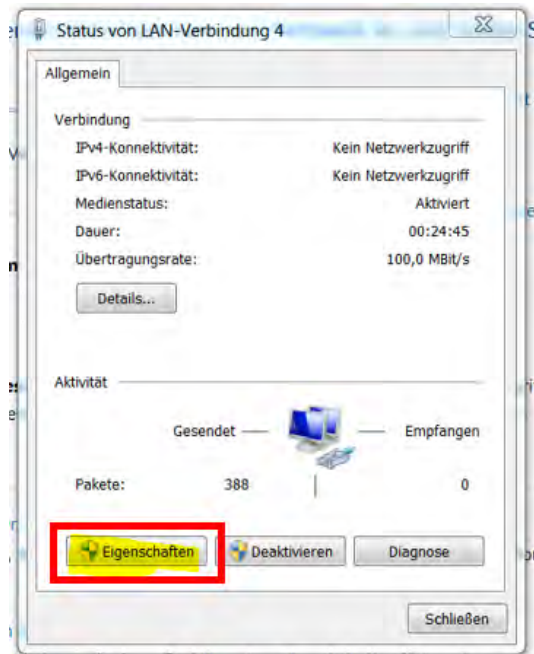 Status von LAN-Verbindung 4
Allgemein
Verbindung
IPv4-Konnektivität: Kein Netzwerkzugriff
IPv6-Konnektivität: Kein Netzwerkzugriff
Medienstatus: Aktiviert
Dauer: 00:24:45
Übertragungsrate: 100,0 MBit/s
Details...
Aktivität
Gesendet Empfangen
Pakete: 388 0
Eigenschaften Deaktivieren Diagnose
Schließen